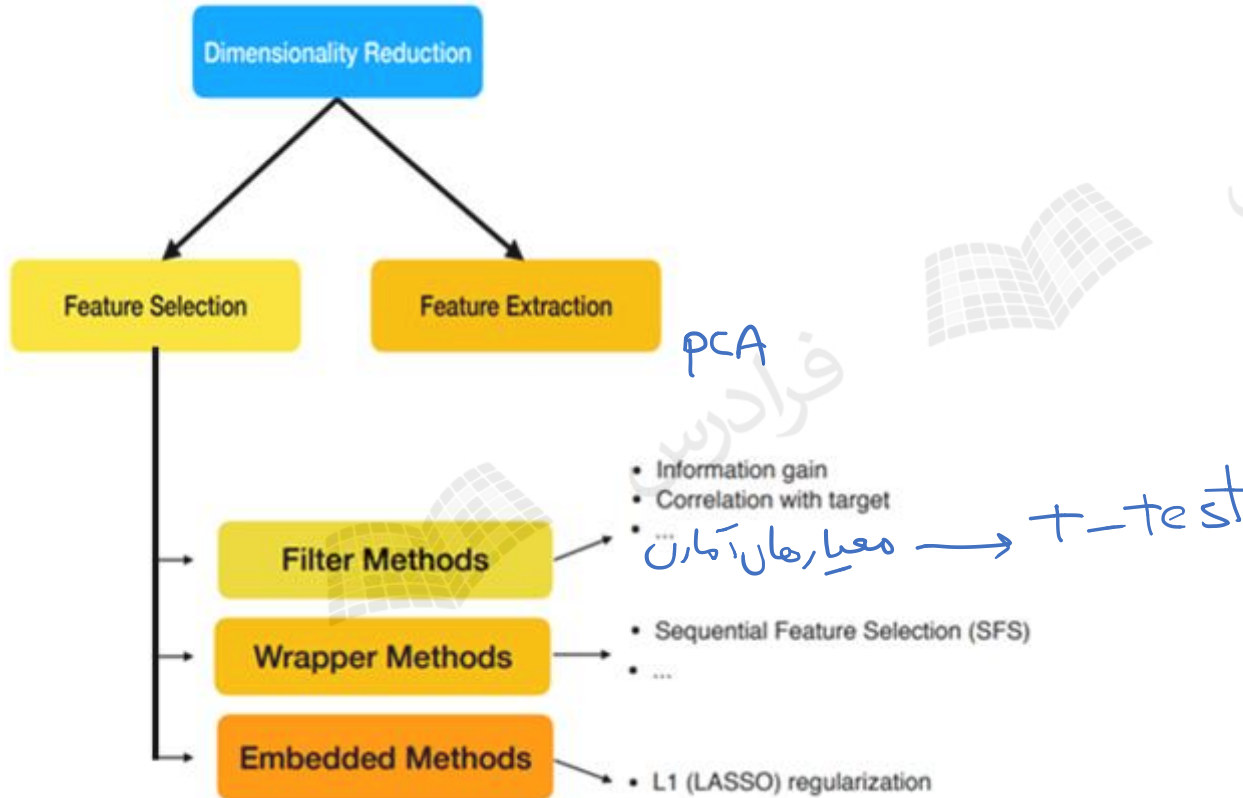 Dimensionality Reduction
Feature Selection
Feature Extraction
pCA
فرادرس
• Information gain
• Correlation with target
• ...
معیارهای آماری → t-test
Filter Methods
• Sequential Feature Selection (SFS)
• ...
Wrapper Methods
Embedded Methods
• L1 (LASSO) regularization